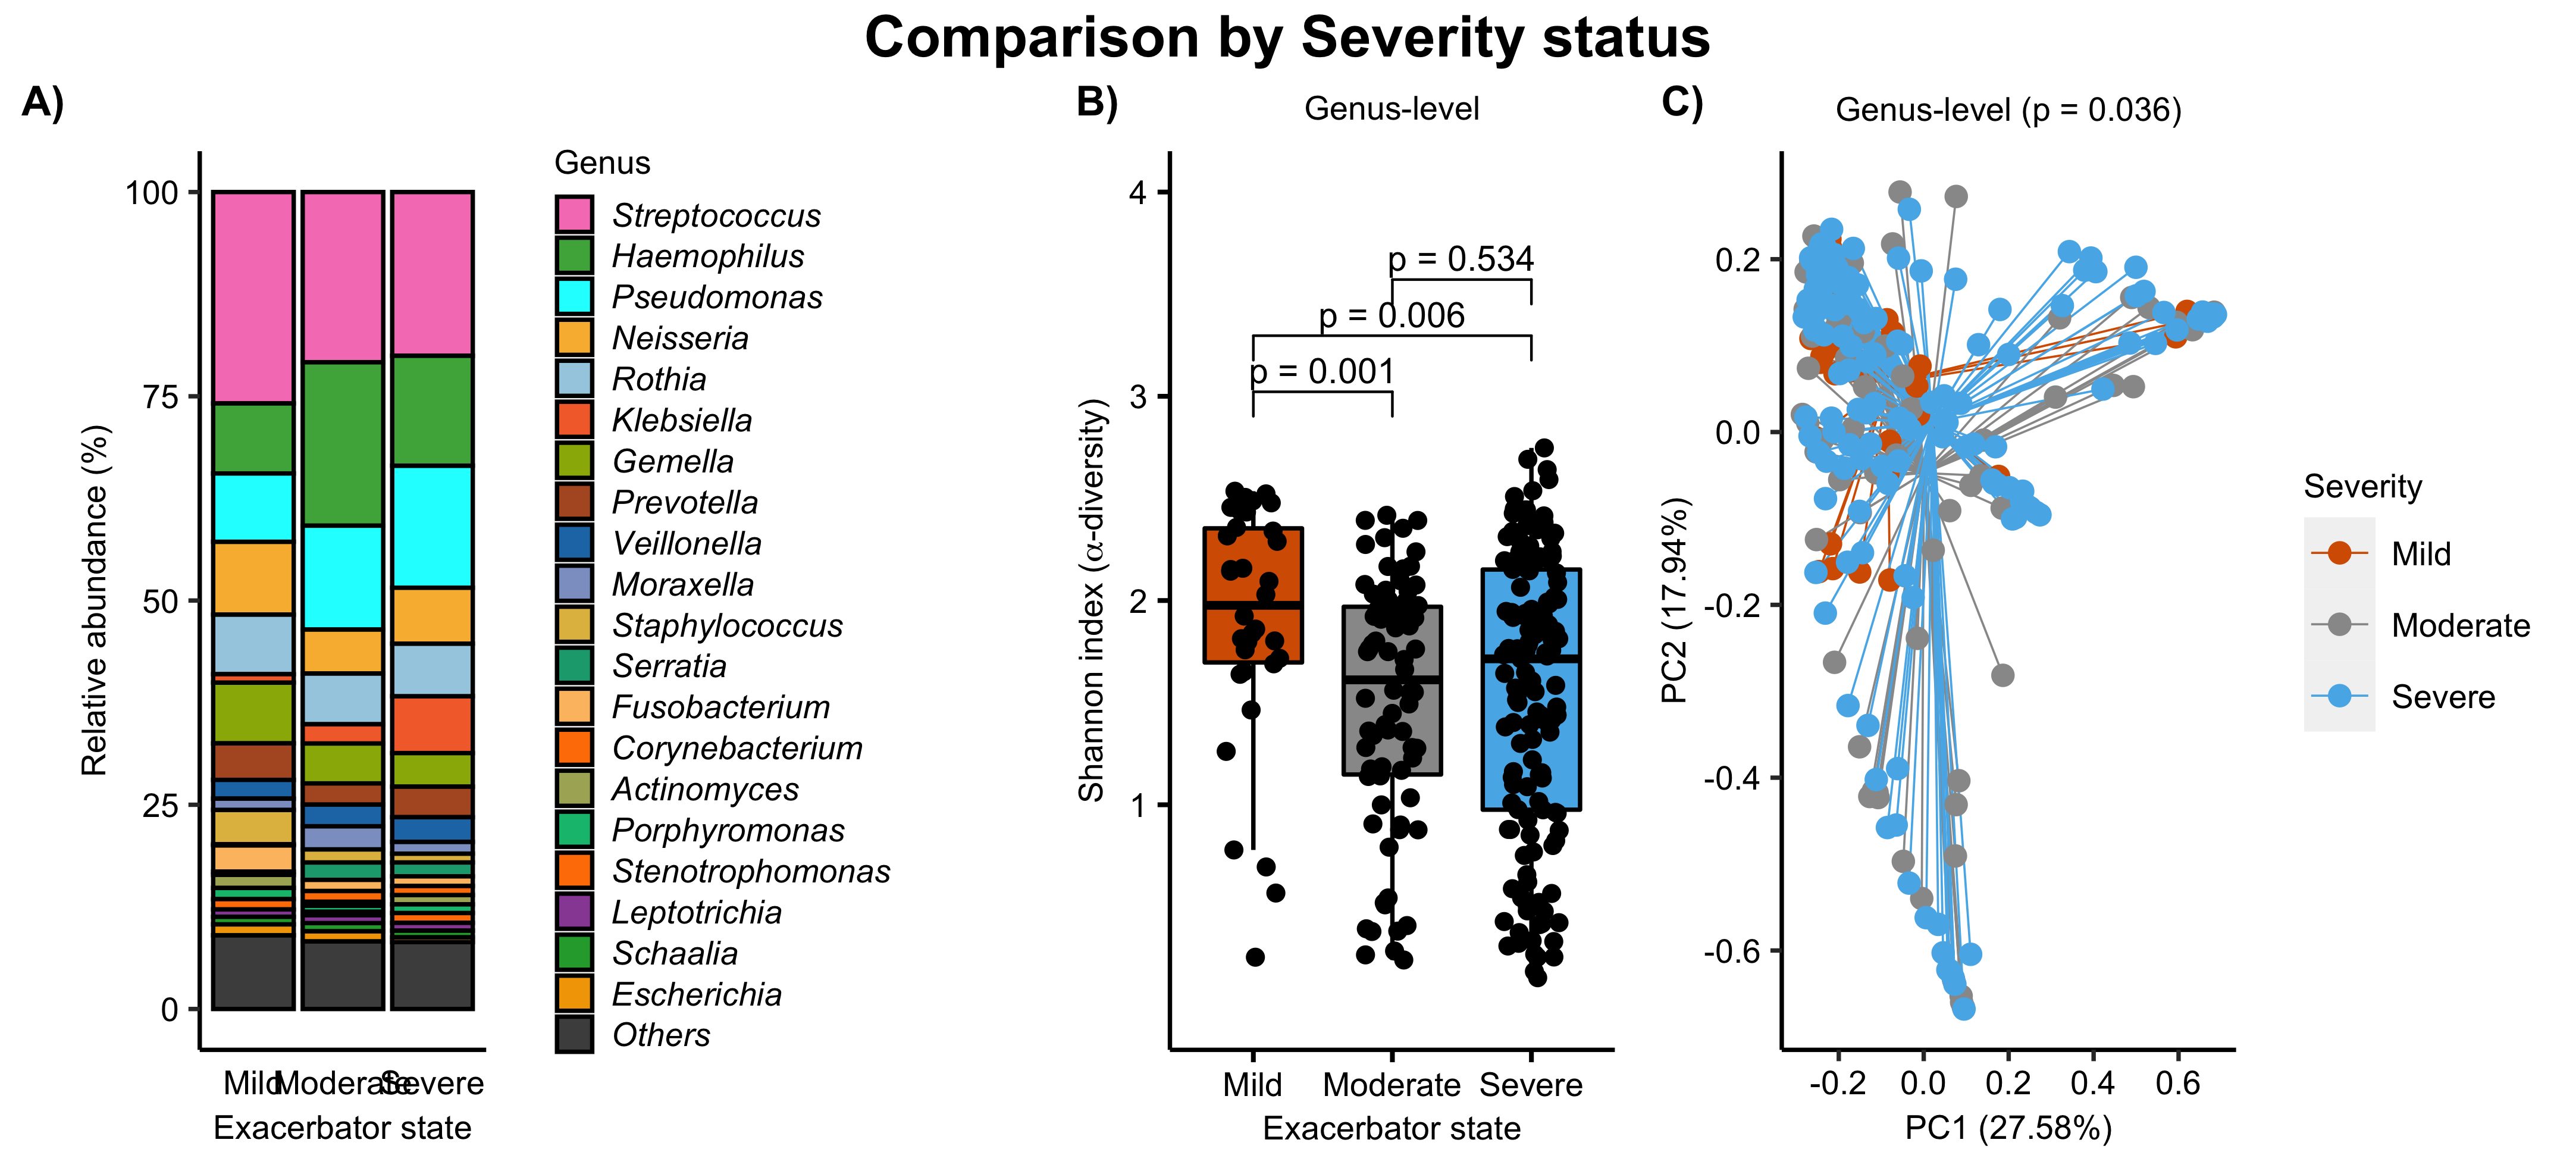 Comparison by Severity status
A)
100
75
50
25
0
Relative abundance (%)
Mild
Moderate
Severe
Exacerbator state
Genus
Streptococcus
Haemophilus
Pseudomonas
Neisseria
Rothia
Klebsiella
Gemella
Prevotella
Veillonella
Moraxella
Staphylococcus
Serratia
Fusobacterium
Corynebacterium
Actinomyces
Porphyromonas
Stenotrophomonas
Leptotrichia
Schaalia
Escherichia
Others
B)
Genus-level
4
3
2
1
Shannon index (α-diversity)
p = 0.534
p = 0.006
p = 0.001
Mild
Moderate
Severe
Exacerbator state
C)
Genus-level (p = 0.036)
0.2
0.0
-0.2
-0.4
-0.6
PC2 (17.94%)
-0.2
0.0
0.2
0.4
0.6
PC1 (27.58%)
Severity
Mild
Moderate
Severe